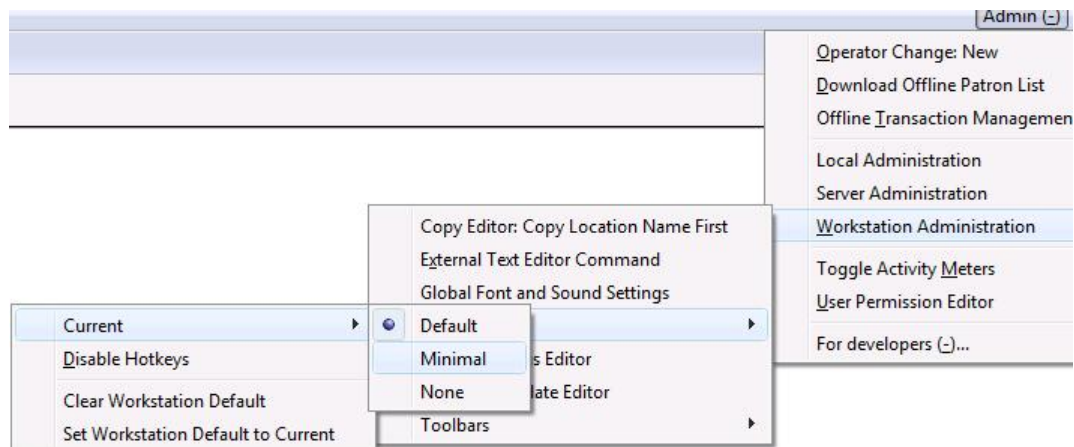 Admin (-)
Operator Change: New
Download Offline Patron List
Offline Transaction Managemen
Local Administration
Server Administration
Workstation Administration
Toggle Activity Meters
User Permission Editor
For developers (-)...
Copy Editor: Copy Location Name First
External Text Editor Command
Global Font and Sound Settings
s Editor
late Editor
Toolbars
Current
Disable Hotkeys
Clear Workstation Default
Set Workstation Default to Current
Default
Minimal
None